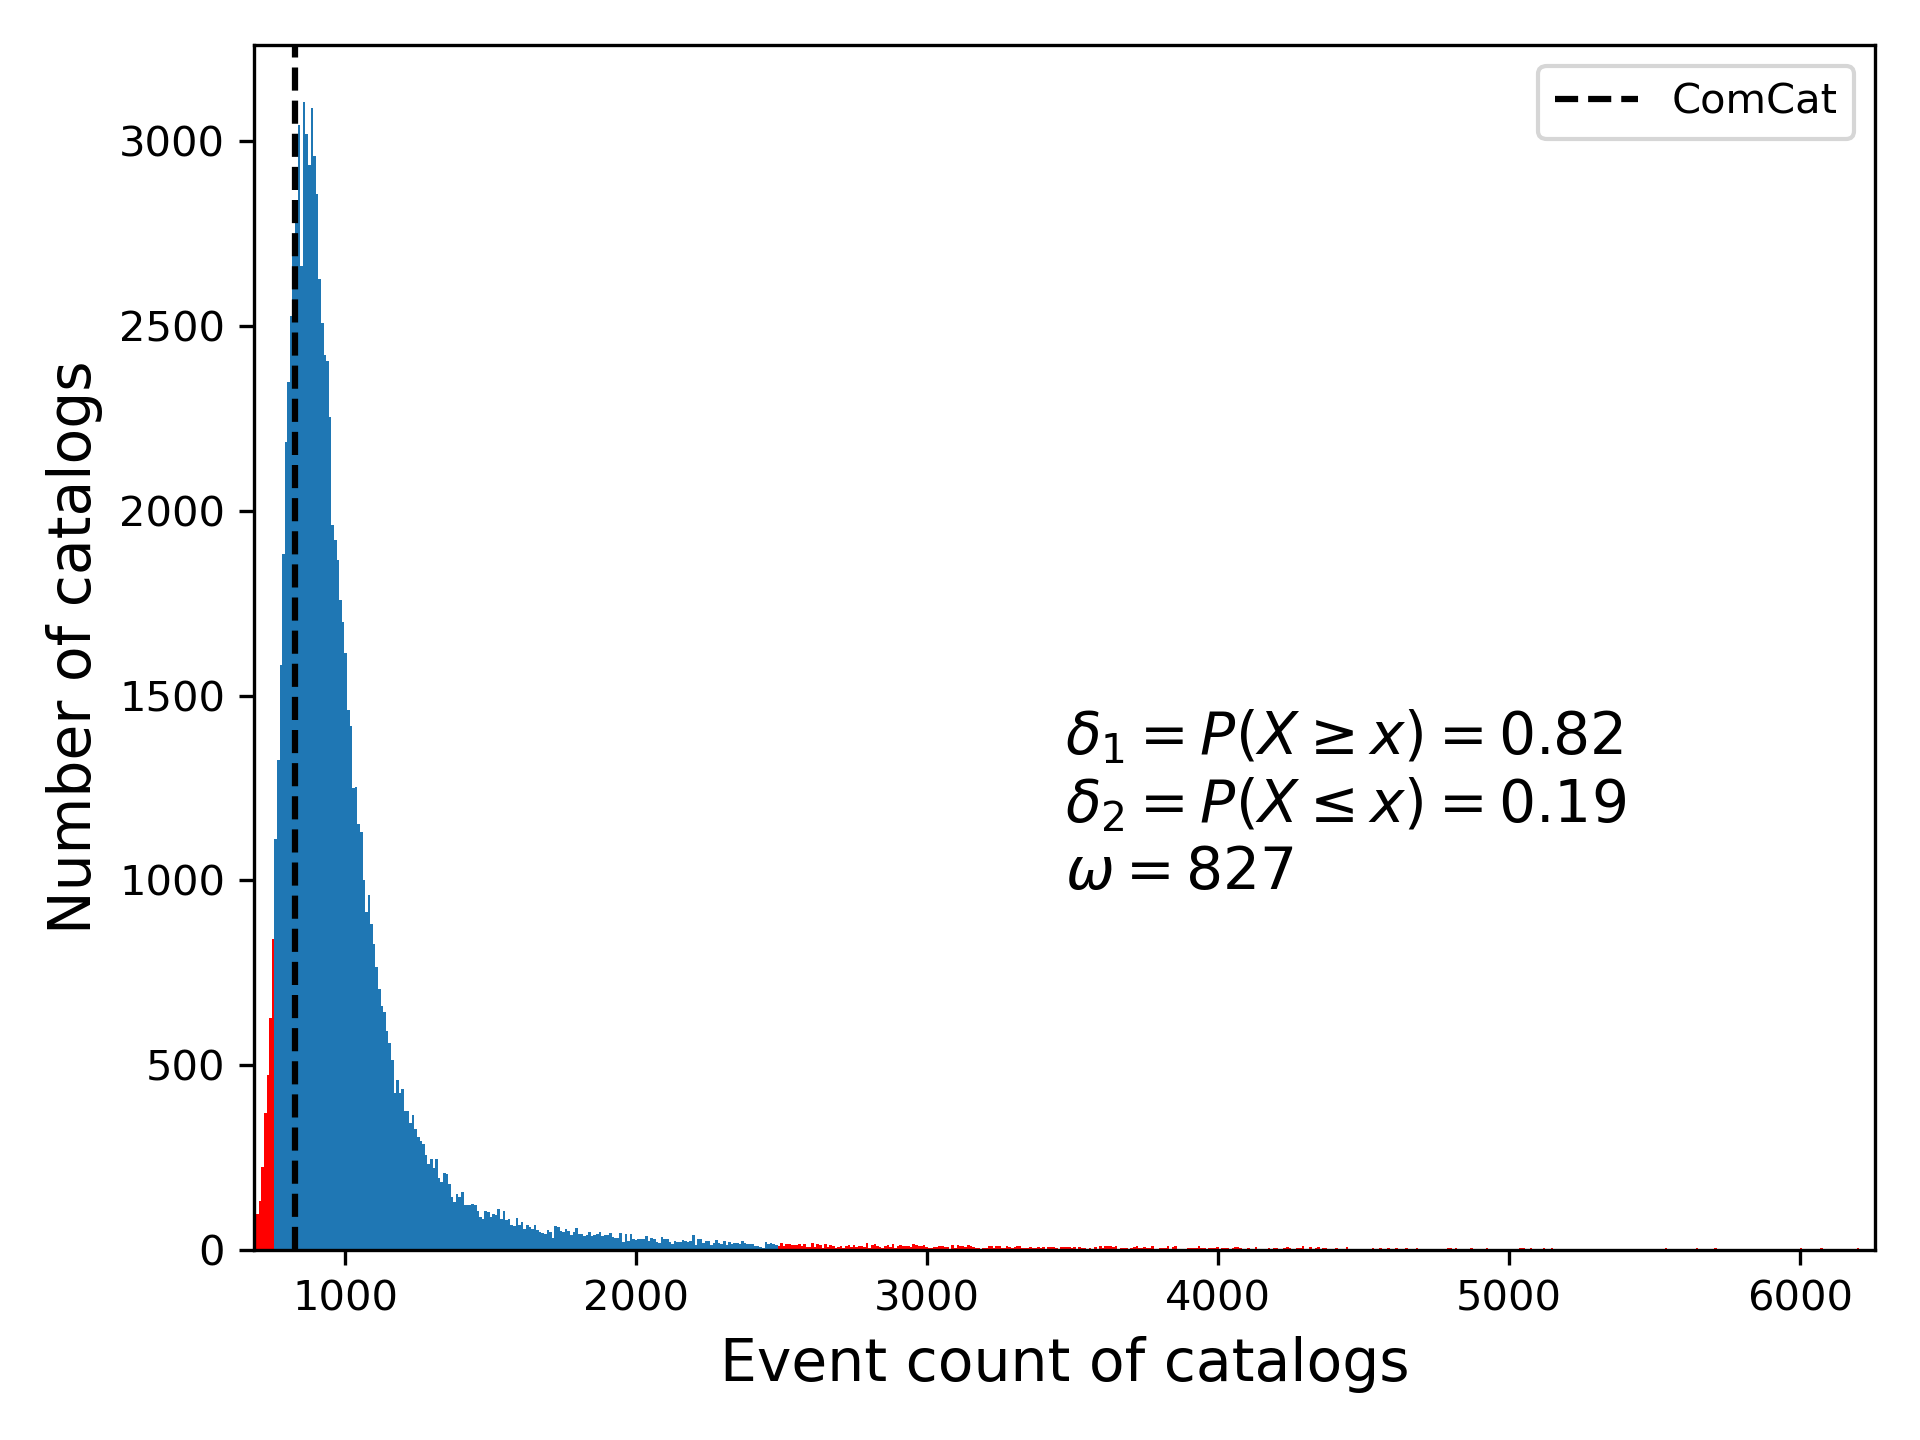 ComCat
3000
2500
2000
1500
1000
500
0
Number of catalogs
δ₁ = P(X ≥ x) = 0.82
δ₂ = P(X ≤ x) = 0.19
ω = 827
1000 2000 3000 4000 5000 6000
Event count of catalogs